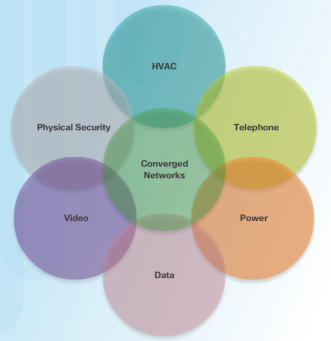 HVAC
Physical Security
Telephone
Converged
Networks
Video
Power
Data